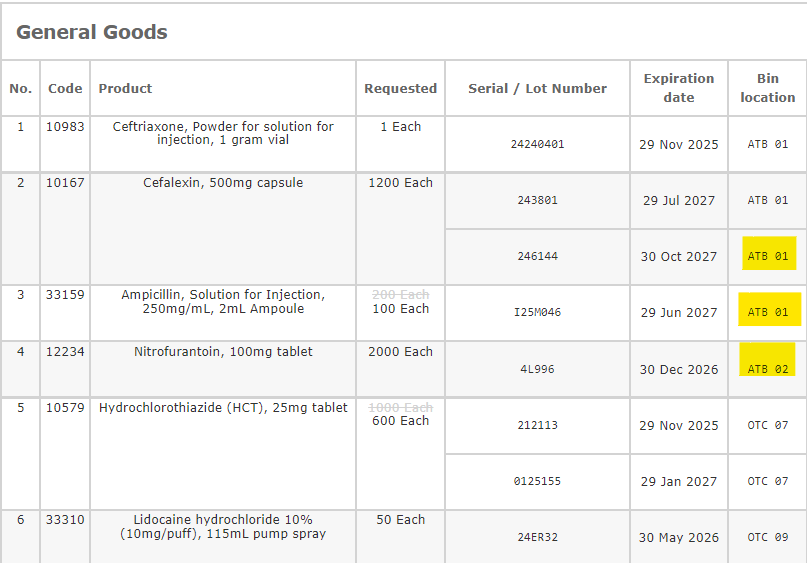 General Goods
No. Code Product Requested Serial / Lot Number Expiration date Bin location
1 10983 Ceftriaxone, Powder for solution for injection, 1 gram vial 1 Each 24240401 29 Nov 2025 ATB 01
2 10167 Cefalexin, 500mg capsule 1200 Each 243801 29 Jul 2027 ATB 01
246144 30 Oct 2027 ATB 01
3 33159 Ampicillin, Solution for Injection, 250mg/mL, 2mL Ampoule 200 Each 100 Each I25M046 29 Jun 2027 ATB 01
4 12234 Nitrofurantoin, 100mg tablet 2000 Each 4L996 30 Dec 2026 ATB 02
5 10579 Hydrochlorothiazide (HCT), 25mg tablet 1000 Each 600 Each 212113 29 Nov 2025 OTC 07
0125155 29 Jan 2027 OTC 07
6 33310 Lidocaine hydrochloride 10% (10mg/puff), 115mL pump spray 50 Each 24ER32 30 May 2026 OTC 09